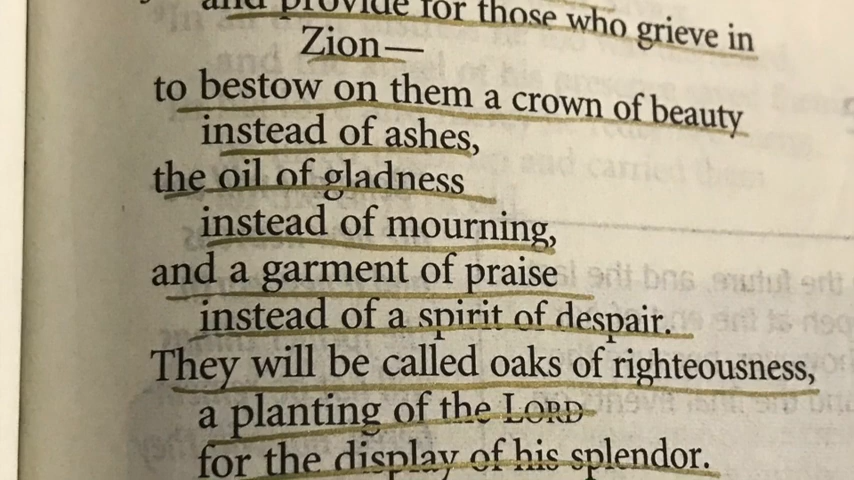 and provide for those who grieve in
Zion—
to bestow on them a crown of beauty
instead of ashes,
the oil of gladness
instead of mourning,
and a garment of praise
instead of a spirit of despair.
They will be called oaks of righteousness,
a planting of the LORD
for the display of his splendor.